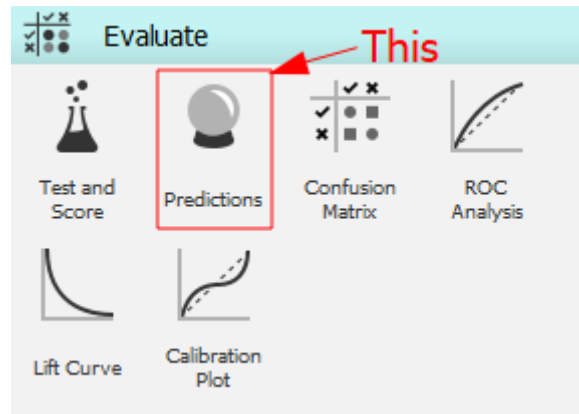 Evaluate
This
Test and
Score
Predictions
Confusion
Matrix
ROC
Analysis
Lift Curve
Calibration
Plot